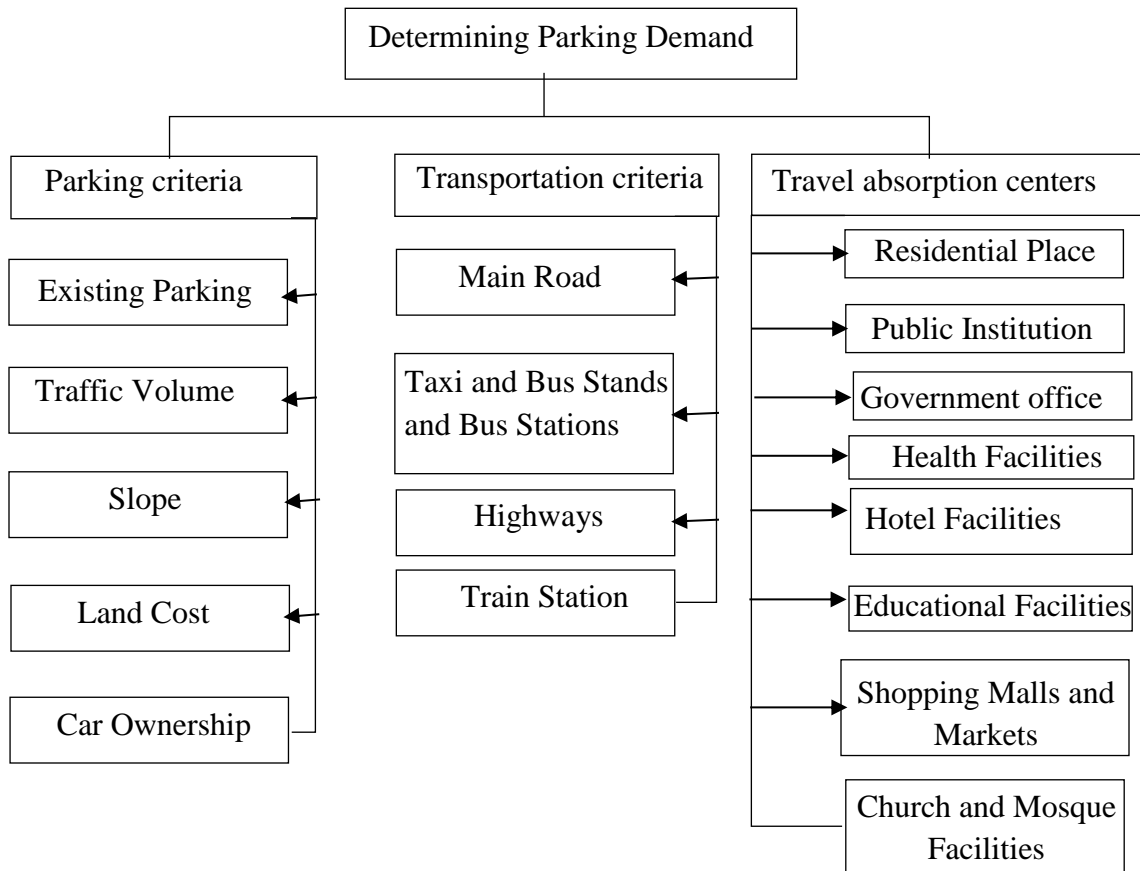 Determining Parking Demand
Parking criteria
Existing Parking
Traffic Volume
Slope
Land Cost
Car Ownership
Transportation criteria
Main Road
Taxi and Bus Stands
and Bus Stations
Highways
Train Station
Travel absorption centers
Residential Place
Public Institution
Government office
Health Facilities
Hotel Facilities
Educational Facilities
Shopping Malls and
Markets
Church and Mosque
Facilities